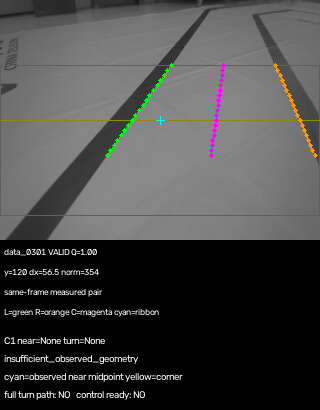 data_0301 VALID Q=1.00
y=120 dx=56.5 norm=354
same-frame measured pair
L=green R=orange C=magenta cyan=ribbon
C1 near=None turn=None
insufficient_observed_geometry
cyan=observed near midpoint yellow=corner
full turn path: NO control ready: NO